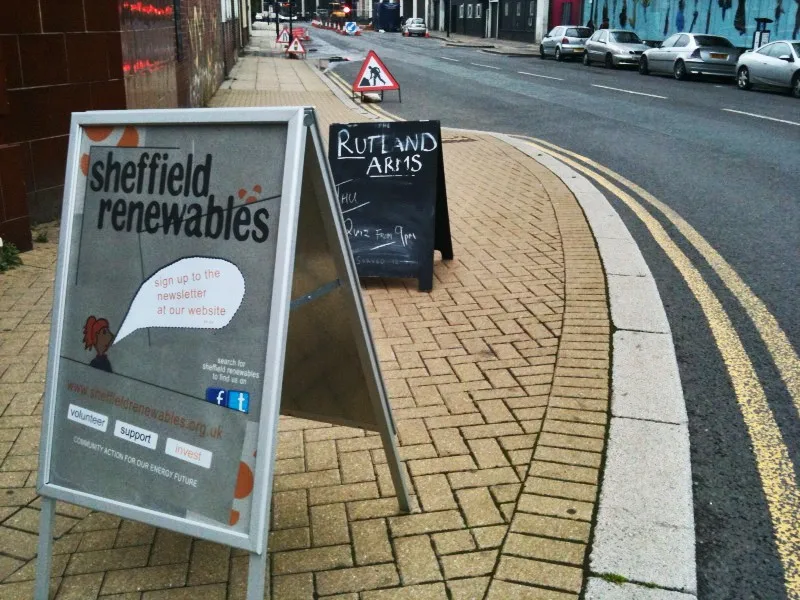 sheffield
renewables
sign up to the
newsletter
at our website
search for
sheffield renewables
to find us on
f t
www.sheffieldrenewables.org.uk
volunteer
support
invest
COMMUNITY ACTION FOR OUR ENERGY FUTURE
THE
RUTLAND
ARMS
THU
QUIZ FROM 9pm